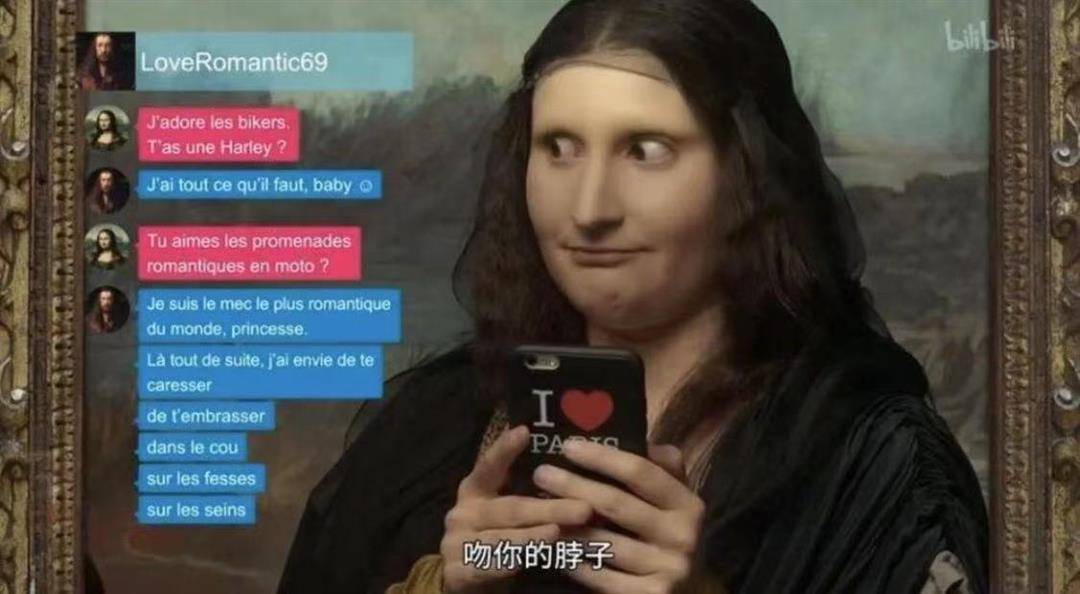 bilibili
LoveRomantic69
J'adore les bikers.
T'as une Harley ?
J'ai tout ce qu'il faut, baby ☺
Tu aimes les promenades
romantiques en moto ?
Je suis le mec le plus romantique
du monde, princesse.
Là tout de suite, j'ai envie de te
caresser
de t'embrasser
dans le cou
sur les fesses
sur les seins
I ❤
PARIS
吻你的脖子